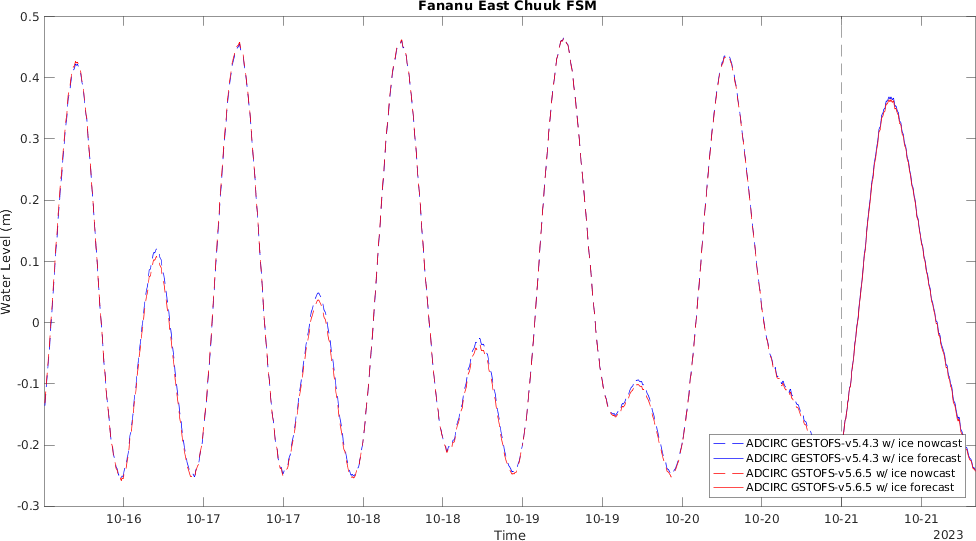 Fananu East Chuuk FSM
0.5
0.4
0.3
0.2
0.1
0
-0.1
-0.2
-0.3
Water Level (m)
ADCIRC GESTOFS-v5.4.3 w/ ice nowcast
ADCIRC GESTOFS-v5.4.3 w/ ice forecast
ADCIRC GSTOFS-v5.6.5 w/ ice nowcast
ADCIRC GSTOFS-v5.6.5 w/ ice forecast
10-16 10-17 10-17 10-18 10-18 10-19 10-19 10-20 10-20 10-21 10-21
Time
2023